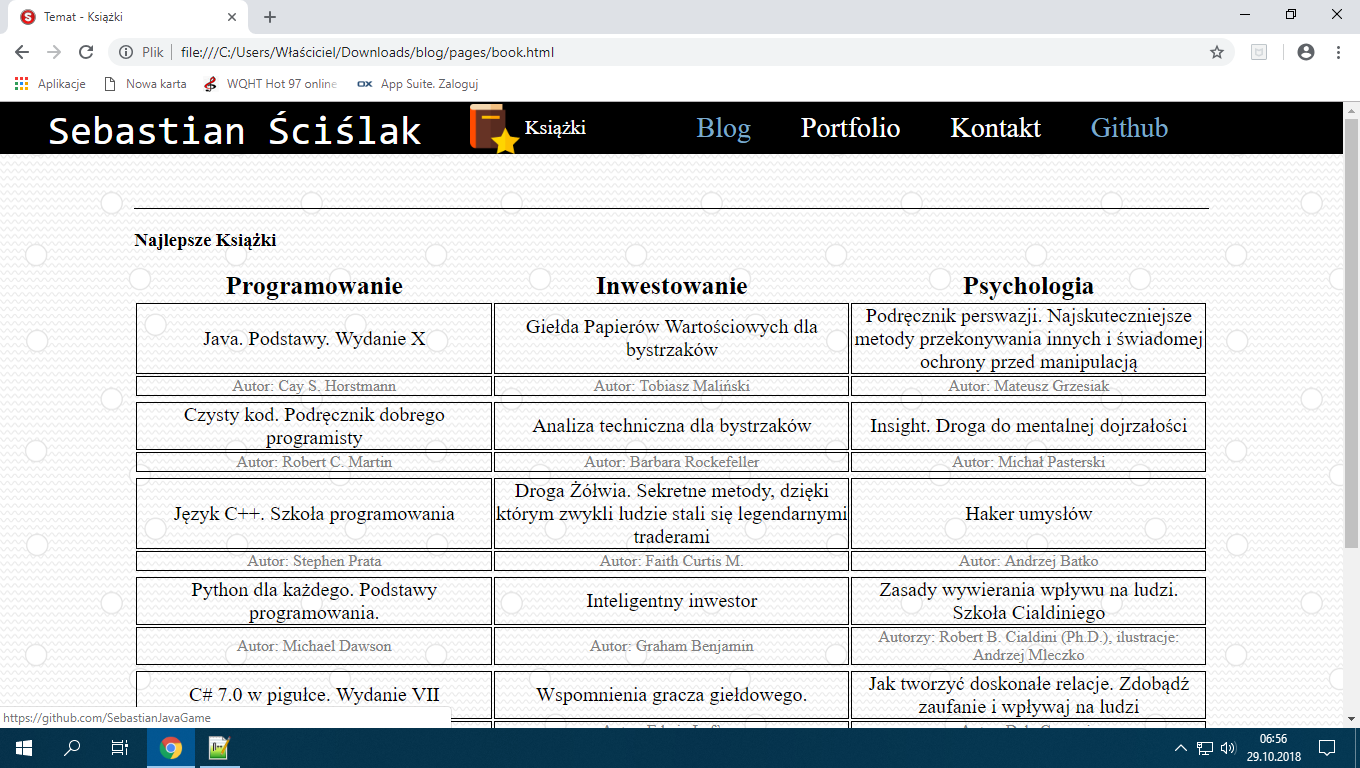 Temat - Książki
Plik file:///C:/Users/Właściciel/Downloads/blog/pages/book.html
Aplikacje Nowa karta WQHT Hot 97 online App Suite. Zaloguj
Sebastian Ściślak Książki Blog Portfolio Kontakt Github
Najlepsze Książki
Programowanie Inwestowanie Psychologia
Java. Podstawy. Wydanie X
Giełda Papierów Wartościowych dla
bystrzaków
Podręcznik perswazji. Najskuteczniejsze
metody przekonywania innych i świadomej
ochrony przed manipulacją
Autor: Cay S. Horstmann Autor: Tobiasz Maliński Autor: Mateusz Grzesiak
Czysty kod. Podręcznik dobrego
programisty
Analiza techniczna dla bystrzaków
Insight. Droga do mentalnej dojrzałości
Autor: Robert C. Martin Autor: Barbara Rockefeller Autor: Michał Pasterski
Język C++. Szkoła programowania
Droga Żółwia. Sekretne metody, dzięki
którym zwykli ludzie stali się legendarnymi
traderami
Haker umysłów
Autor: Stephen Prata Autor: Faith Curtis M. Autor: Andrzej Batko
Python dla każdego. Podstawy
programowania.
Inteligentny inwestor
Zasady wywierania wpływu na ludzi.
Szkoła Cialdiniego
Autor: Michael Dawson Autor: Graham Benjamin
Autorzy: Robert B. Cialdini (Ph.D.), ilustracje:
Andrzej Mleczko
C# 7.0 w pigułce. Wydanie VII
Wspomnienia gracza giełdowego.
Jak tworzyć doskonałe relacje. Zdobądź
zaufanie i wpływaj na ludzi
https://github.com/SebastianJavaGame
06:56
29.10.2018